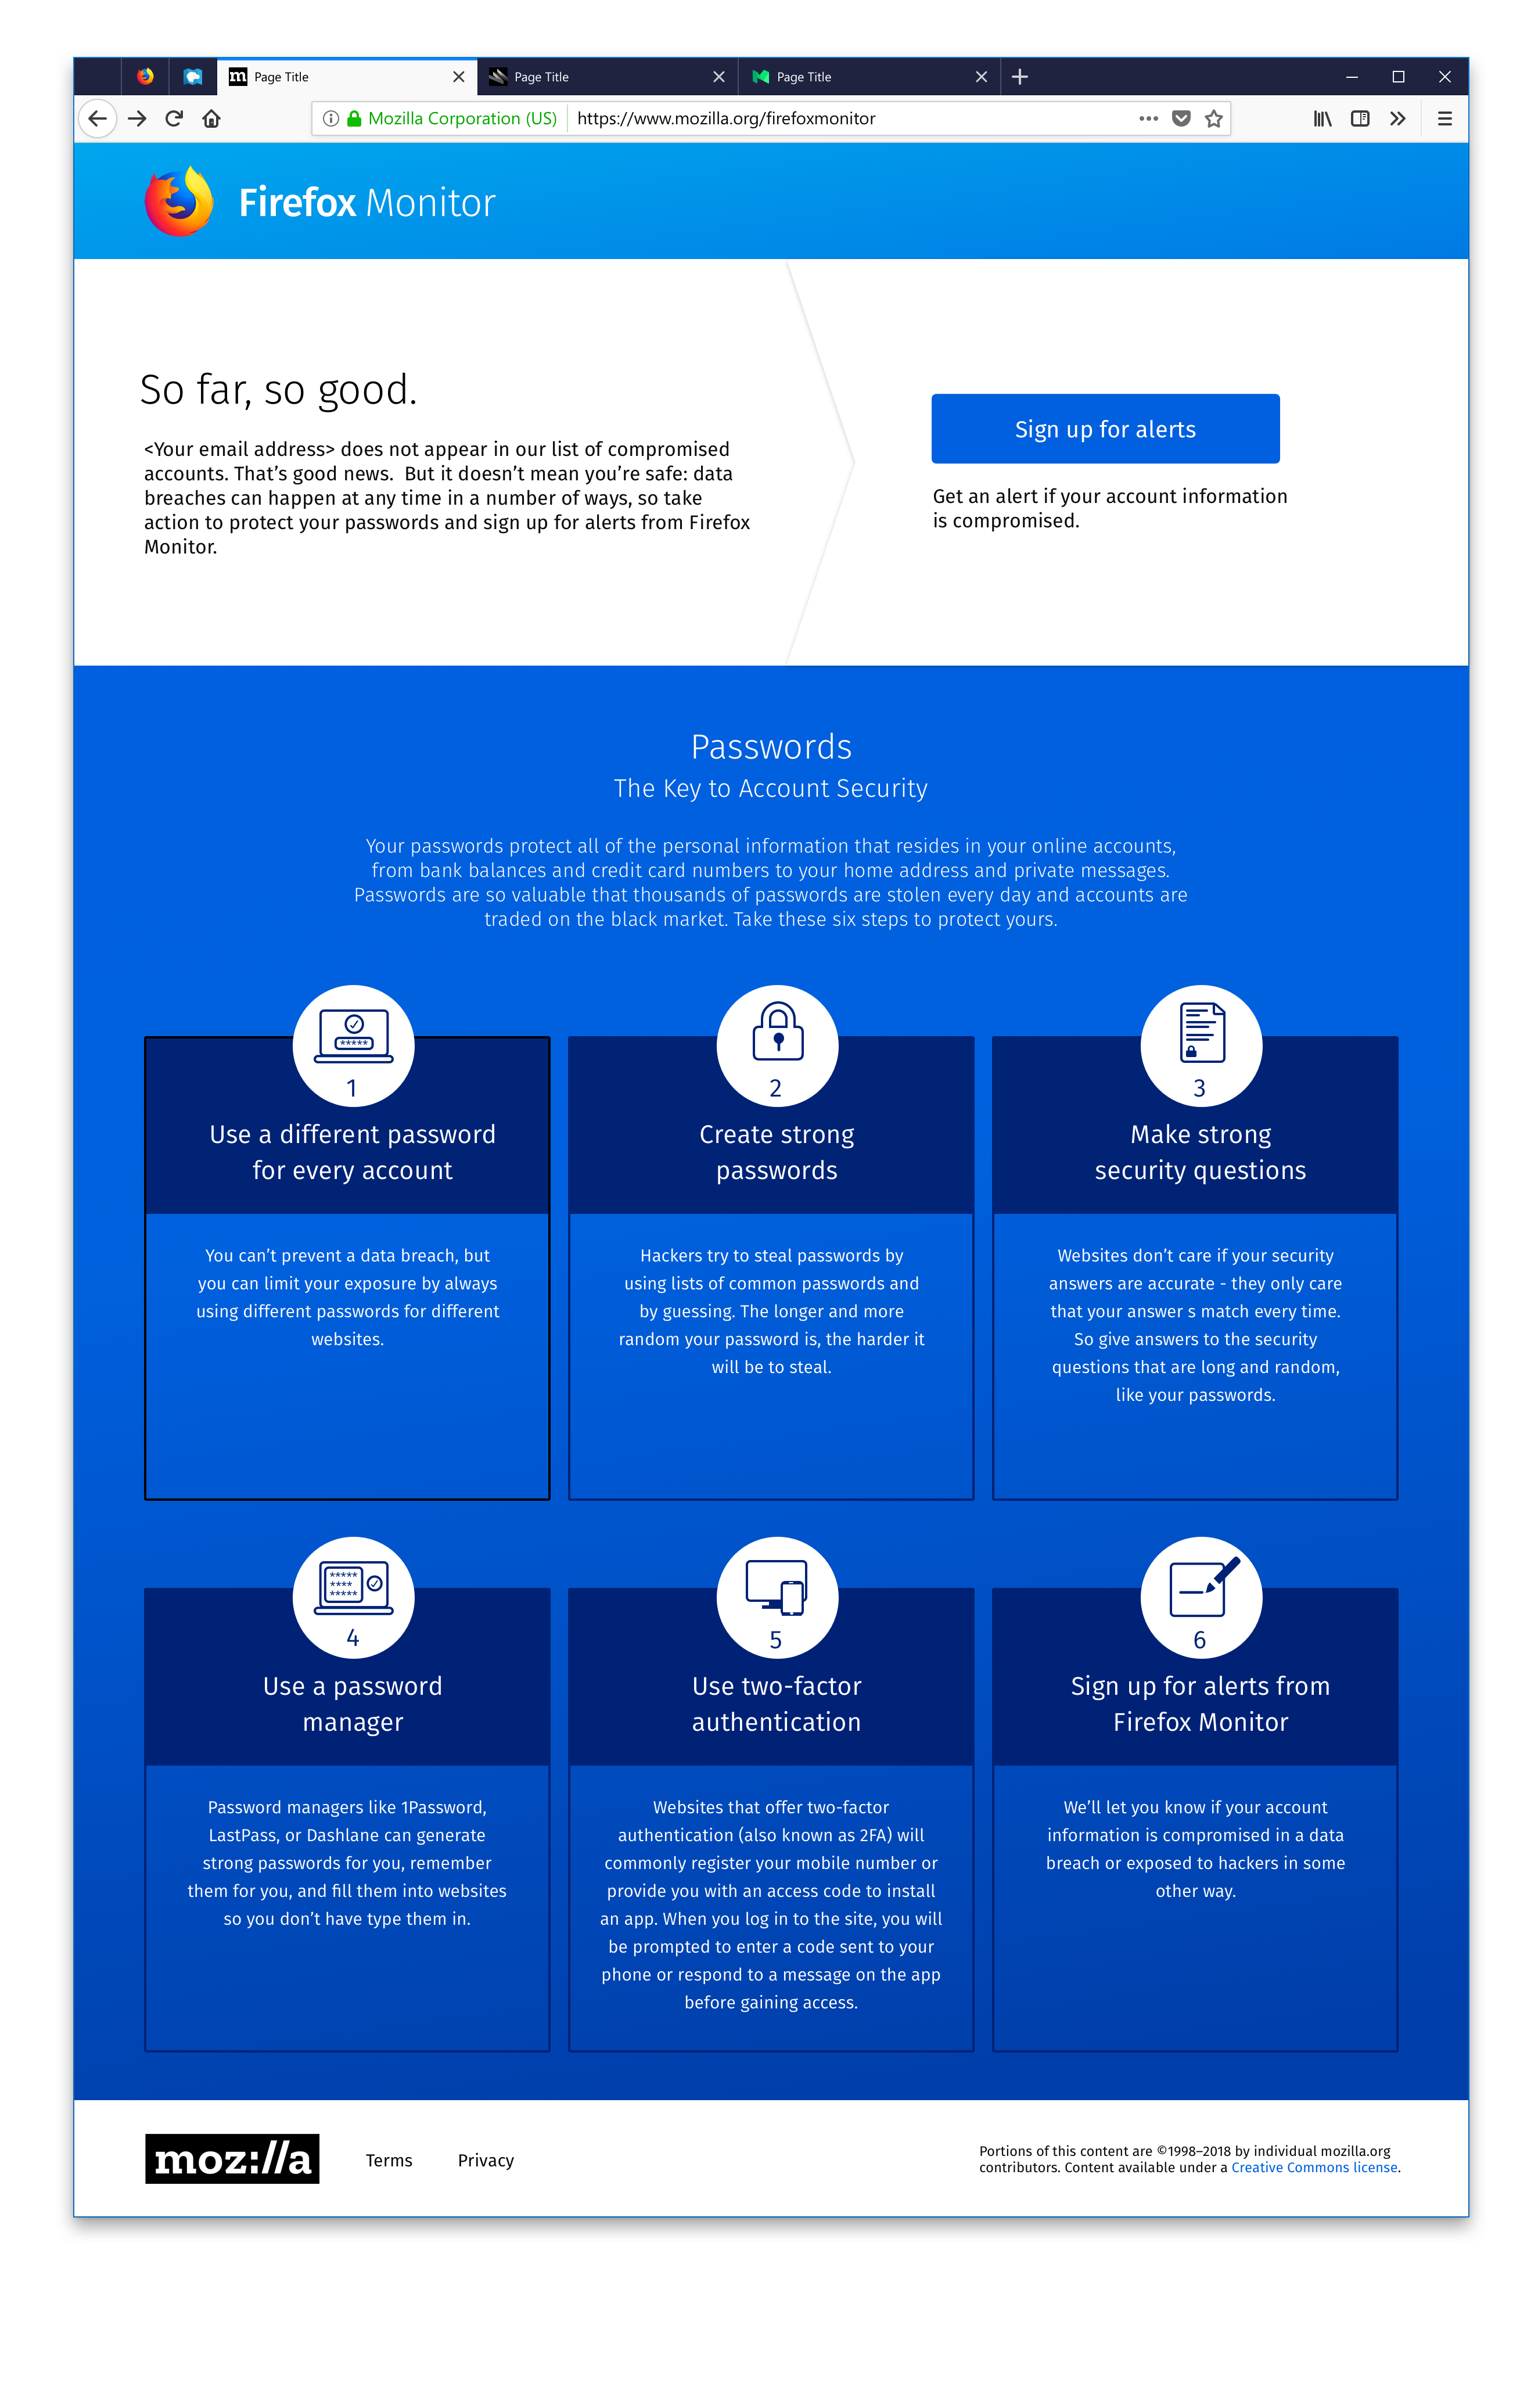 m Page Title
Page Title
Page Title
Mozilla Corporation (US)
https://www.mozilla.org/firefoxmonitor
Firefox Monitor
So far, so good.
<Your email address> does not appear in our list of compromised
accounts. That’s good news.  But it doesn’t mean you’re safe: data
breaches can happen at any time in a number of ways, so take
action to protect your passwords and sign up for alerts from Firefox
Monitor.
Sign up for alerts
Get an alert if your account information
is compromised.
Passwords
The Key to Account Security
Your passwords protect all of the personal information that resides in your online accounts,
from bank balances and credit card numbers to your home address and private messages.
Passwords are so valuable that thousands of passwords are stolen every day and accounts are
traded on the black market. Take these six steps to protect yours.
*****
1
Use a different password
for every account
You can’t prevent a data breach, but
you can limit your exposure by always
using different passwords for different
websites.
2
Create strong
passwords
Hackers try to steal passwords by
using lists of common passwords and
by guessing. The longer and more
random your password is, the harder it
will be to steal.
3
Make strong
security questions
Websites don’t care if your security
answers are accurate - they only care
that your answer s match every time.
So give answers to the security
questions that are long and random,
like your passwords.
*****
****
*****
4
Use a password
manager
Password managers like 1Password,
LastPass, or Dashlane can generate
strong passwords for you, remember
them for you, and fill them into websites
so you don’t have type them in.
5
Use two-factor
authentication
Websites that offer two-factor
authentication (also known as 2FA) will
commonly register your mobile number or
provide you with an access code to install
an app. When you log in to the site, you will
be prompted to enter a code sent to your
phone or respond to a message on the app
before gaining access.
6
Sign up for alerts from
Firefox Monitor
We’ll let you know if your account
information is compromised in a data
breach or exposed to hackers in some
other way.
moz://a
Terms
Privacy
Portions of this content are ©1998–2018 by individual mozilla.org
contributors. Content available under a Creative Commons license.